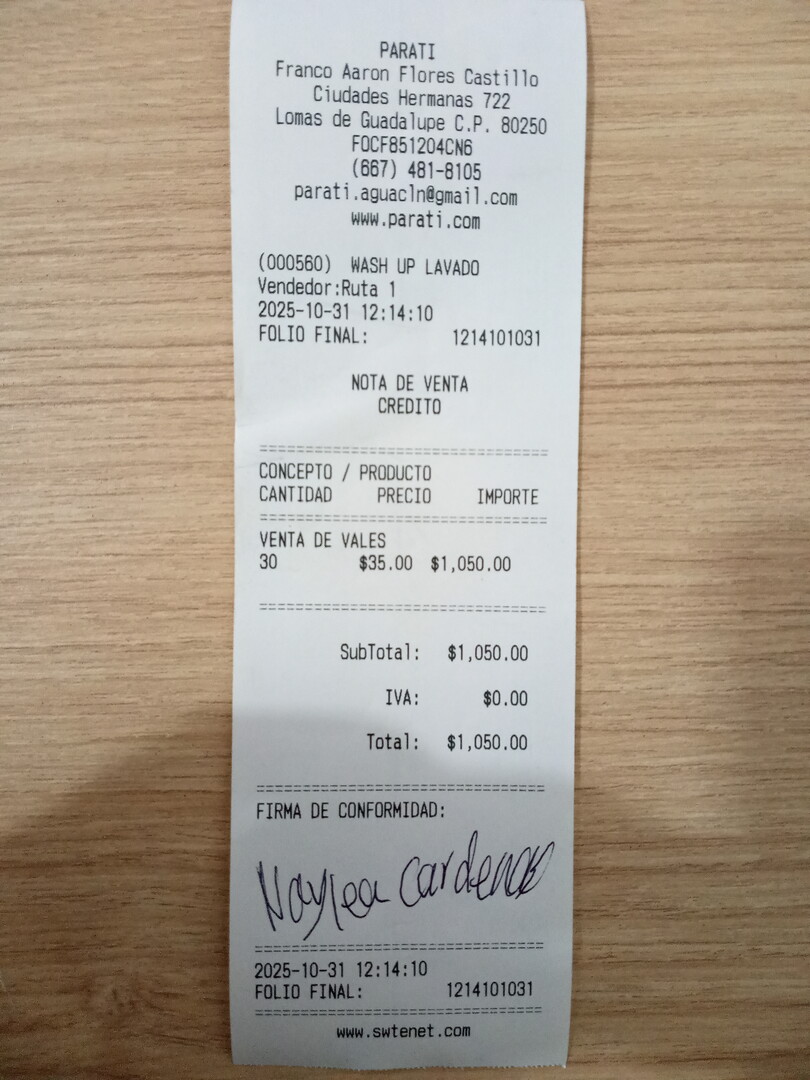 PARATI
Franco Aaron Flores Castillo
Ciudades Hermanas 722
Lomas de Guadalupe C.P. 80250
FOCF851204CN6
(667) 481-8105
parati.aguacln@gmail.com
www.parati.com
(000560) WASH UP LAVADO
Vendedor:Ruta 1
2025-10-31 12:14:10
FOLIO FINAL: 1214101031
NOTA DE VENTA
CREDITO
================================
CONCEPTO / PRODUCTO
CANTIDAD PRECIO IMPORTE
================================
VENTA DE VALES
30 $35.00 $1,050.00
================================
SubTotal: $1,050.00
IVA: $0.00
Total: $1,050.00
================================
FIRMA DE CONFORMIDAD:
Naylea Cardenas
================================
2025-10-31 12:14:10
FOLIO FINAL: 1214101031
================================
www.swtenet.com